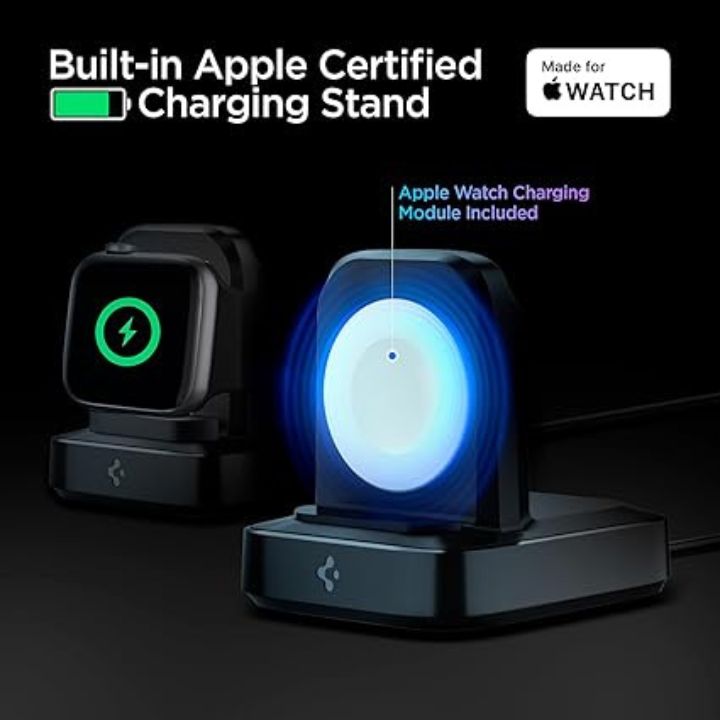 Built-in Apple Certified
Charging Stand
Made for
WATCH
Apple Watch Charging
Module Included